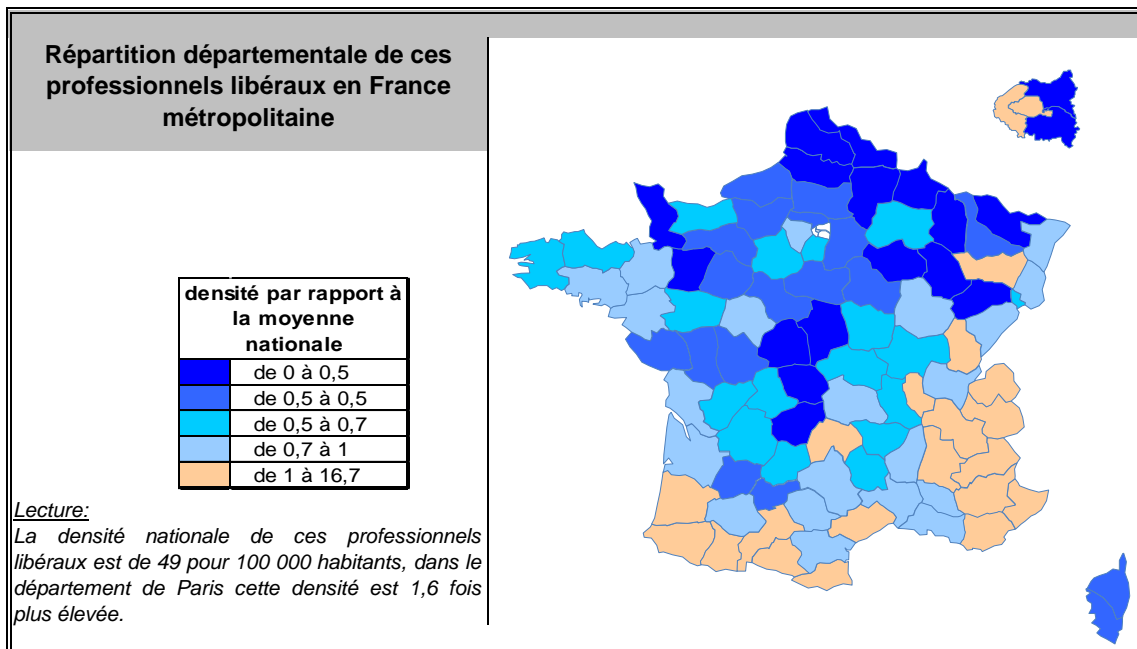 Répartition départementale de ces
professionnels libéraux en France
métropolitaine
densité par rapport à
la moyenne
nationale
de 0 à 0,5
de 0,5 à 0,5
de 0,5 à 0,7
de 0,7 à 1
de 1 à 16,7
Lecture:
La densité nationale de ces professionnels
libéraux est de 49 pour 100 000 habitants, dans le
département de Paris cette densité est 1,6 fois
plus élevée.